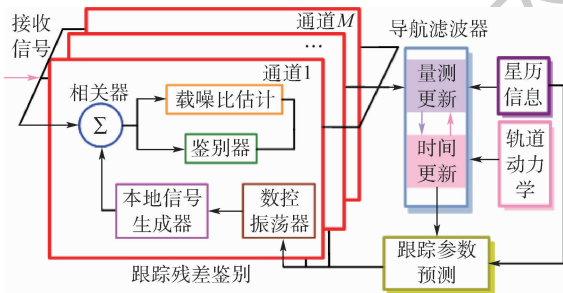 接收
信号
通道M
…
通道1
相关器
Σ
载噪比估计
鉴别器
本地信号
生成器
数控
振荡器
跟踪残差鉴别
导航滤波器
量测
更新
时间
更新
星历
信息
轨道
动力
学
跟踪参数
预测